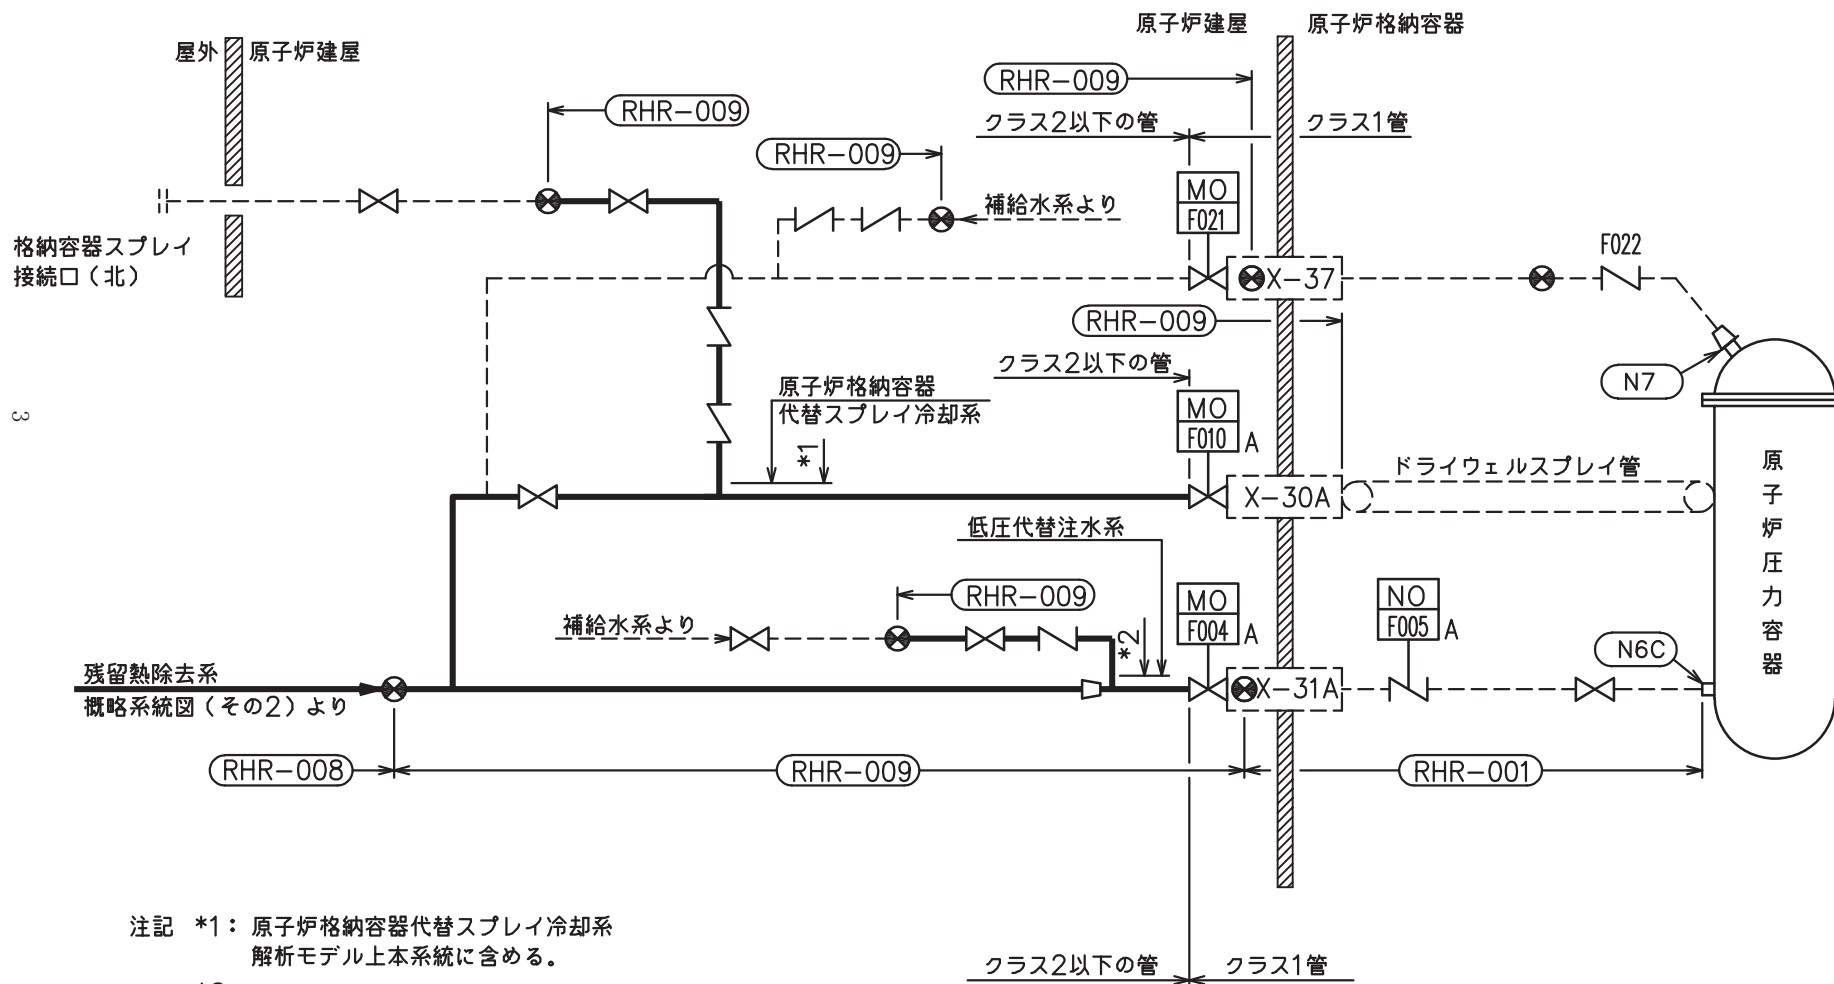 原子炉建屋
原子炉格納容器
屋外
原子炉建屋
RHR-009
RHR-009
RHR-009
クラス2以下の管
クラス1管
MO
F021
補給水系より
格納容器スプレイ
接続口(北)
X-37
F022
RHR-009
N7
クラス2以下の管
原子炉格納容器
代替スプレイ冷却系
*1
MO
F010
A
3
ドライウェルスプレイ管
X-30A
原子炉圧力容器
低圧代替注水系
RHR-009
補給水系より
*2
MO
F004
A
NO
F005
A
N6C
残留熱除去系
概略系統図(その2)より
X-31A
RHR-008
RHR-009
RHR-001
注記 *1:原子炉格納容器代替スプレイ冷却系
解析モデル上本系統に含める。
クラス2以下の管
クラス1管